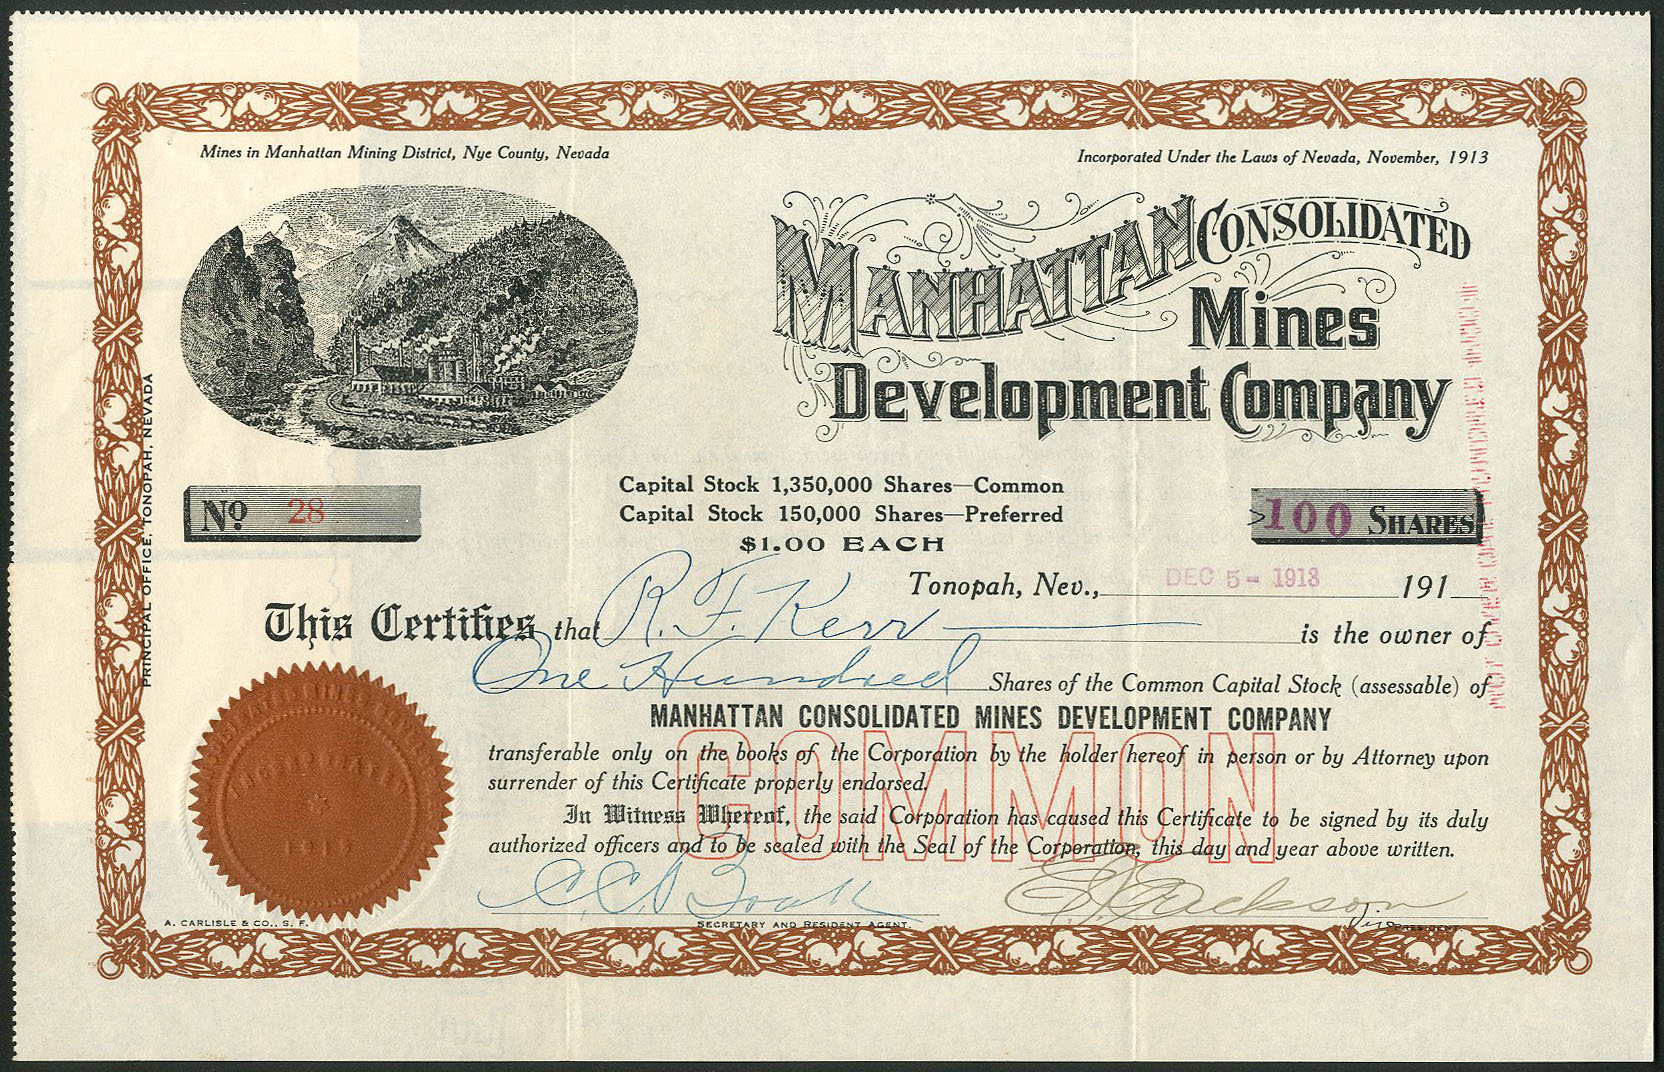 Mines in Manhattan Mining District, Nye County, Nevada
Incorporated Under the Laws of Nevada, November, 1913
MANHATTAN CONSOLIDATED
Mines
Development Company
PRINCIPAL OFFICE, TONOPAH, NEVADA
Capital Stock 1,350,000 Shares—Common
Capital Stock 150,000 Shares—Preferred
$1.00 EACH
No 28
>100 SHARES
Tonopah, Nev., DEC 5- 1913 191
This Certifies that R. F. Kerr is the owner of
One Hundred Shares of the Common Capital Stock (assessable) of
MANHATTAN CONSOLIDATED MINES DEVELOPMENT COMPANY
transferable only on the books of the Corporation by the holder hereof in person or by Attorney upon
surrender of this Certificate properly endorsed.
COMMON
In Witness Whereof, the said Corporation has caused this Certificate to be signed by its duly
authorized officers and to be sealed with the Seal of the Corporation, this day and year above written.
INCORPORATED
1913
C. C. Boak
Jackson
A. CARLISLE & CO., S. F.
SECRETARY AND RESIDENT AGENT.
Vice PRESIDENT.